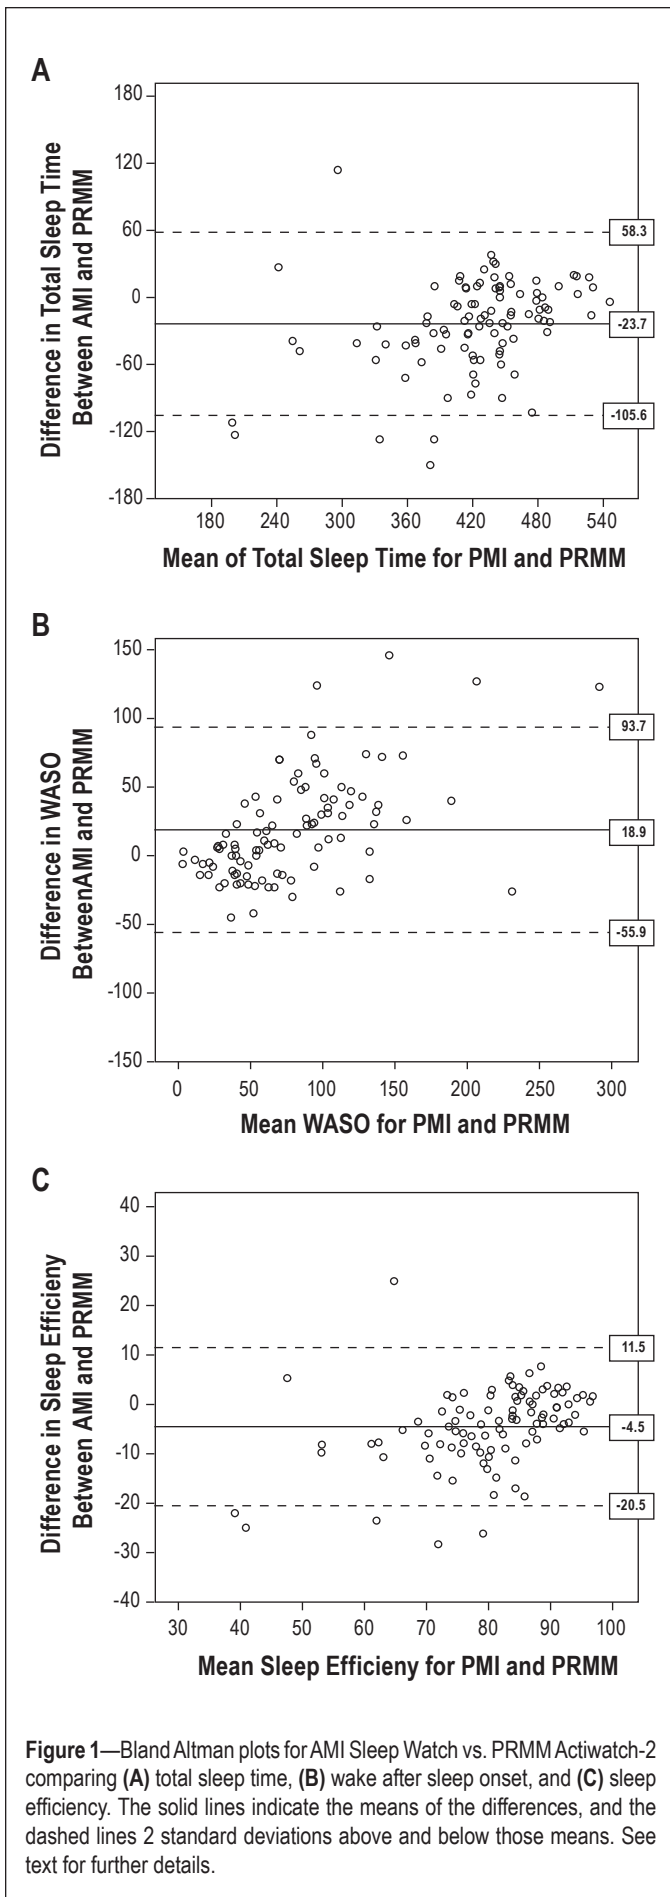 A
Difference in Total Sleep Time
Between AMI and PRMM
180
120
60
0
-60
-120
-180
58.3
-23.7
-105.6
180 240 300 360 420 480 540
Mean of Total Sleep Time for PMI and PRMM
B
Difference in WASO
BetweenAMI and PRMM
150
100
50
0
-50
-100
-150
93.7
18.9
-55.9
0 50 100 150 200 250 300
Mean WASO for PMI and PRMM
C
Difference in Sleep Efficieny
Between AMI and PRMM
40
30
20
10
0
-10
-20
-30
-40
11.5
-4.5
-20.5
30 40 50 60 70 80 90 100
Mean Sleep Efficieny for PMI and PRMM
Figure 1—Bland Altman plots for AMI Sleep Watch vs. PRMM Actiwatch-2
comparing (A) total sleep time, (B) wake after sleep onset, and (C) sleep
efficiency. The solid lines indicate the means of the differences, and the
dashed lines 2 standard deviations above and below those means. See
text for further details.